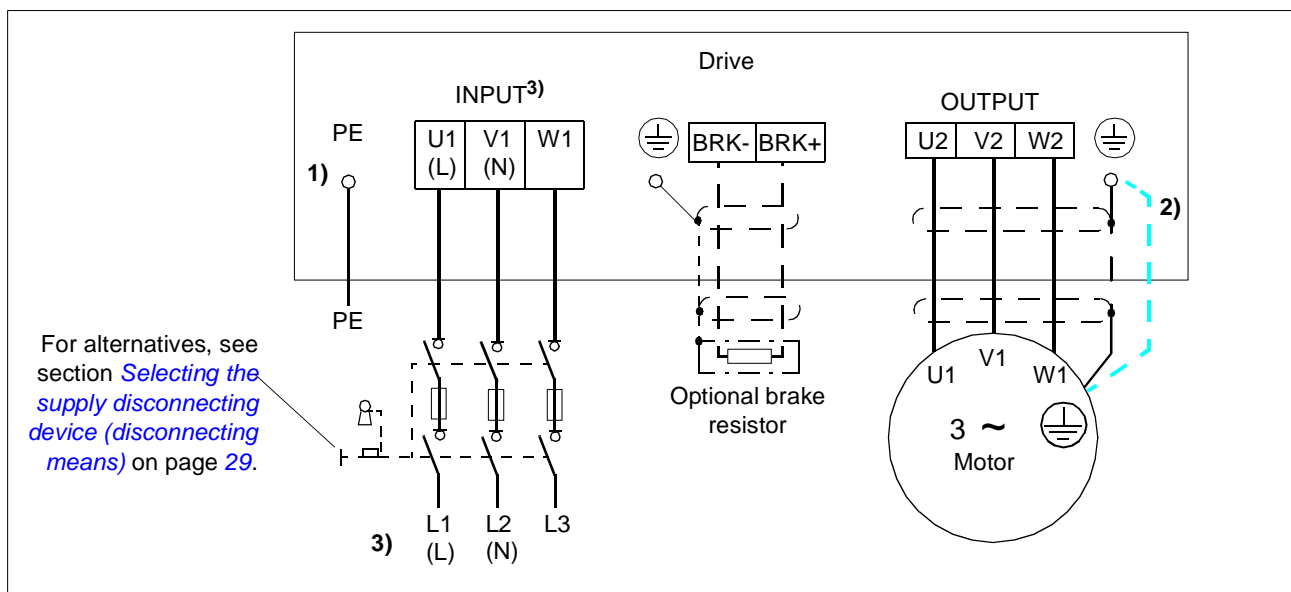 Drive
INPUT3)
OUTPUT
PE
U1 V1 W1
(L) (N)
BRK- BRK+
U2 V2 W2
1)
2)
PE
For alternatives, see
section Selecting the
supply disconnecting
device (disconnecting
means) on page 29.
Optional brake
resistor
U1 V1 W1
3 ~
Motor
3)
L1 L2 L3
(L) (N)